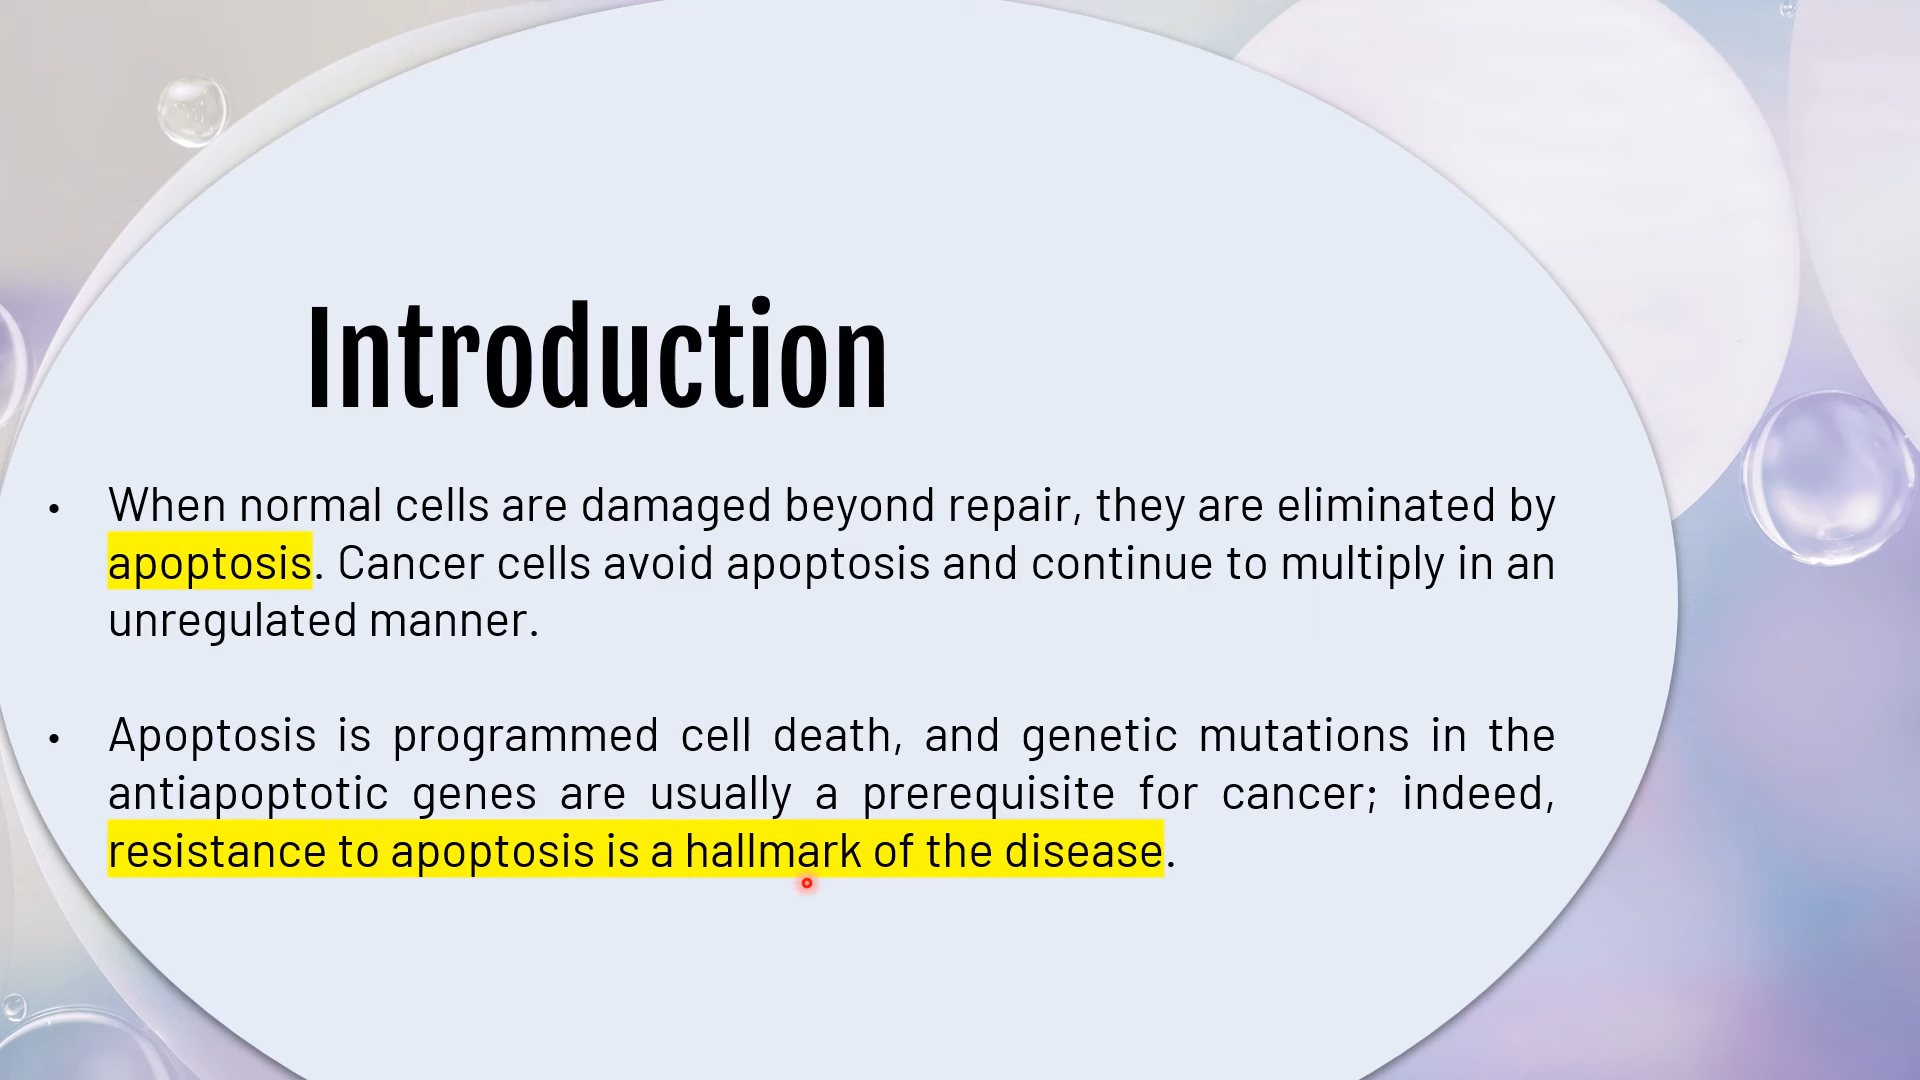 Introduction
• When normal cells are damaged beyond repair, they are eliminated by
apoptosis. Cancer cells avoid apoptosis and continue to multiply in an
unregulated manner.
• Apoptosis is programmed cell death, and genetic mutations in the
antiapoptotic genes are usually a prerequisite for cancer; indeed,
resistance to apoptosis is a hallmark of the disease.